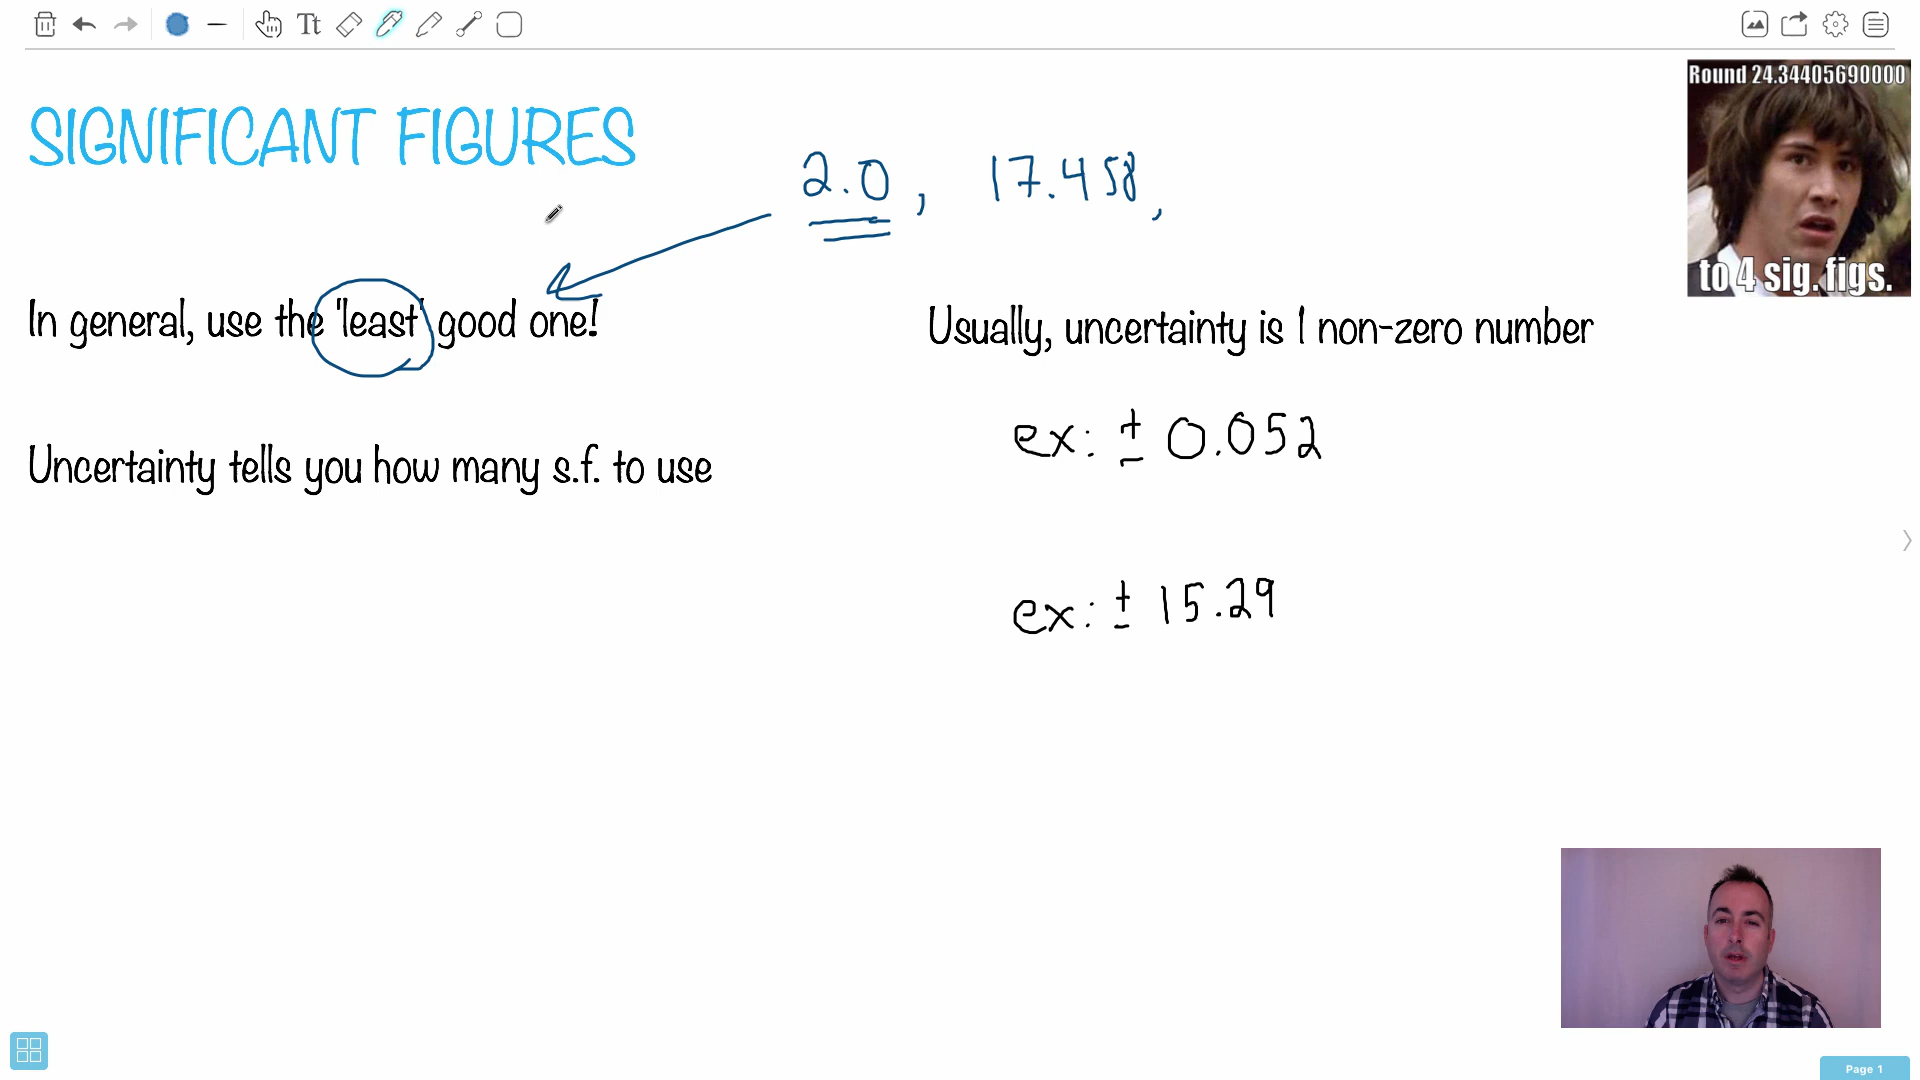 Tt
SIGNIFICANT FIGURES
2.0, 17.458,
Round 24.34405690000
to 4 sig. figs.
In general, use the 'least' good one!
Usually, uncertainty is 1 non-zero number
ex: ± 0.052
Uncertainty tells you how many s.f. to use
ex: ± 15.29
Page 1